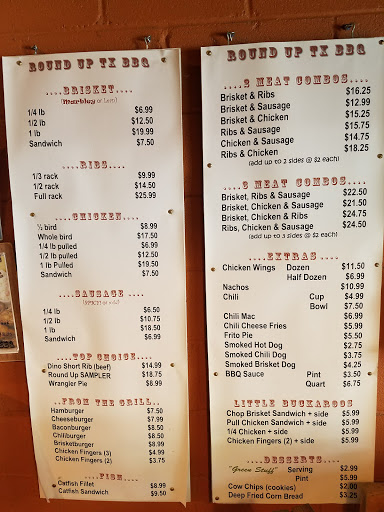 ROUND UP TX BBQ
....BRISKET....
1/4 lb $6.99
1/2 lb $12.50
1 lb $19.99
Sandwich $7.50
....RIBS....
1/3 rack $9.99
1/2 rack $14.50
Full rack $25.99
....CHICKEN....
½ bird $8.99
Whole bird $17.50
1/4 lb pulled $6.99
1/2 lb pulled $12.50
1 lb Pulled $19.50
Sandwich $7.50
....SAUSAGE ....
1/4 lb $6.50
1/2 lb $10.75
1 lb $18.50
Sandwich $6.99
...TOP CHOICE....
Dino Short Rib (beef) $14.99
Round Up SAMPLER $18.75
Wrangler Pie $8.99
..FROM THE GRILL..
Hamburger $7.50
Cheeseburger $7.99
Baconburger $8.50
Chiliburger $8.50
Brisketburger $8.99
Chicken Fingers (3) $4.99
Chicken Fingers (2) $3.75
....FISH....
Catfish Fillet $8.99
Catfish Sandwich $9.50
ROUND UP TX BBQ
....2 MEAT COMBOS....
Brisket & Ribs $16.25
Brisket & Sausage $12.99
Brisket & Chicken $15.25
Ribs & Sausage $15.75
Chicken & Sausage $14.75
Ribs & Chicken $18.25
(add up to 2 sides @ $2 each)
....3 MEAT COMBOS....
Brisket, Ribs & Sausage $22.50
Brisket, Chicken & Sausage $21.50
Brisket, Chicken & Ribs $24.75
Ribs, Chicken & Sausage $24.50
(add up to 3 sides @ $2 each)
....EXTRAS ....
Chicken Wings Dozen $11.50
Half Dozen $6.99
Nachos $10.99
Chili Cup $4.99
Bowl $7.50
Chili Mac $6.99
Chili Cheese Fries $5.99
Frito Pie $5.50
Smoked Hot Dog $2.75
Smoked Chili Dog $3.75
Smoked Brisket Dog $4.25
BBQ Sauce Pint $3.50
Quart $6.75
LITTLE BUCKAROOS
Chop Brisket Sandwich + side $5.99
Pull Chicken Sandwich + side $5.99
1/4 Chicken + side $5.99
Chicken Fingers (2) + side $5.99
....DESSERTS....
"Green Stuff" Serving $2.99
Pint $5.99
Cow Chips (cookies) $2.00
Deep Fried Corn Bread $3.25